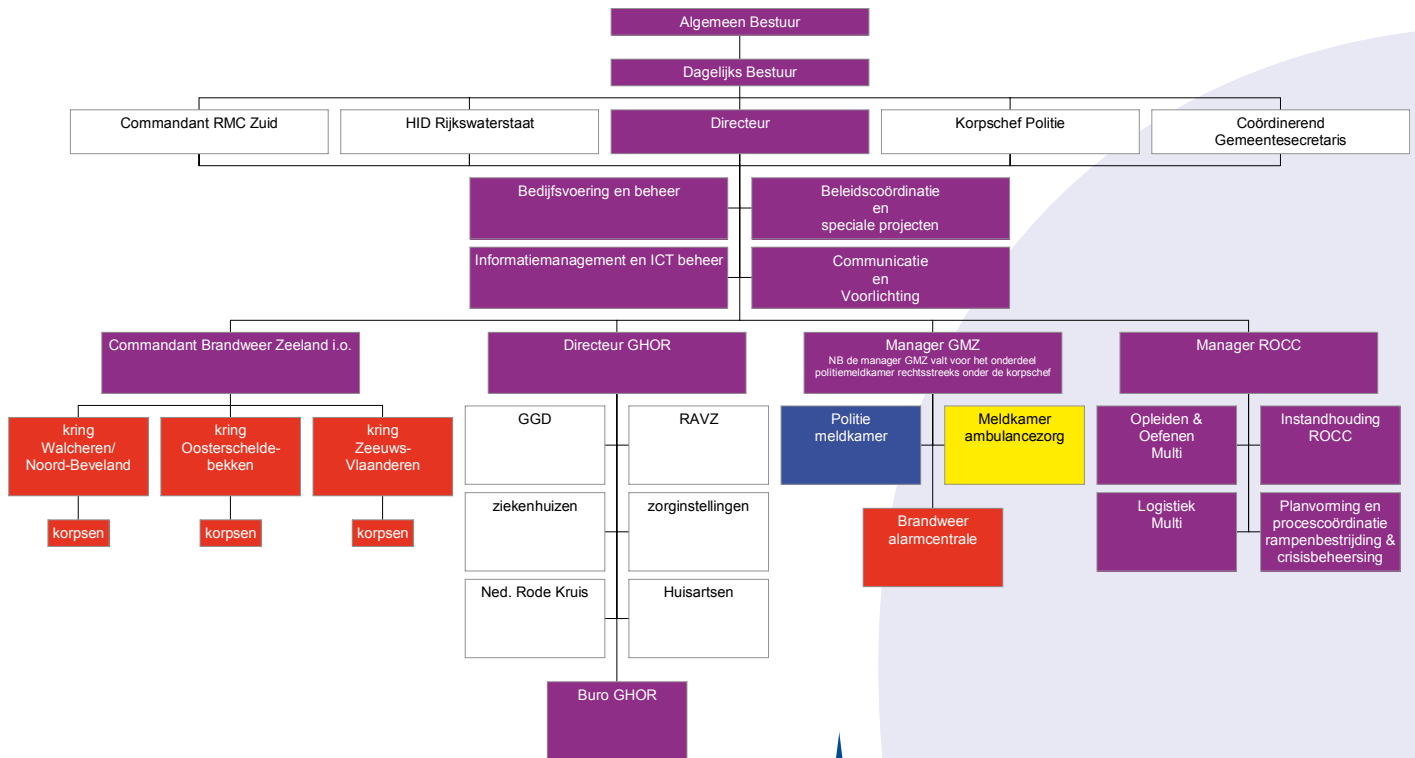 Algemeen Bestuur
Dagelijks Bestuur
Commandant RMC Zuid
HID Rijkswaterstaat
Directeur
Korpschef Politie
Coördinerend
Gemeentesecretaris
Bedijfsvoering en beheer
Beleidscoördinatie
en
speciale projecten
Informatiemanagement en ICT beheer
Communicatie
en
Voorlichting
Commandant Brandweer Zeeland i.o.
Directeur GHOR
Manager GMZ
NB de manager GMZ valt voor het onderdeel
politiemeldkamer rechtsstreeks onder de korpschef
Manager ROCC
kring
Walcheren/
Noord-Beveland
kring
Oosterschelde-
bekken
kring
Zeeuws-
Vlaanderen
korpsen
korpsen
korpsen
GGD
RAVZ
ziekenhuizen
zorginstellingen
Ned. Rode Kruis
Huisartsen
Buro GHOR
Politie
meldkamer
Meldkamer
ambulancezorg
Brandweer
alarmcentrale
Opleiden &
Oefenen
Multi
Instandhouding
ROCC
Logistiek
Multi
Planvorming en
procescoördinatie
rampenbestrijding &
crisisbeheersing